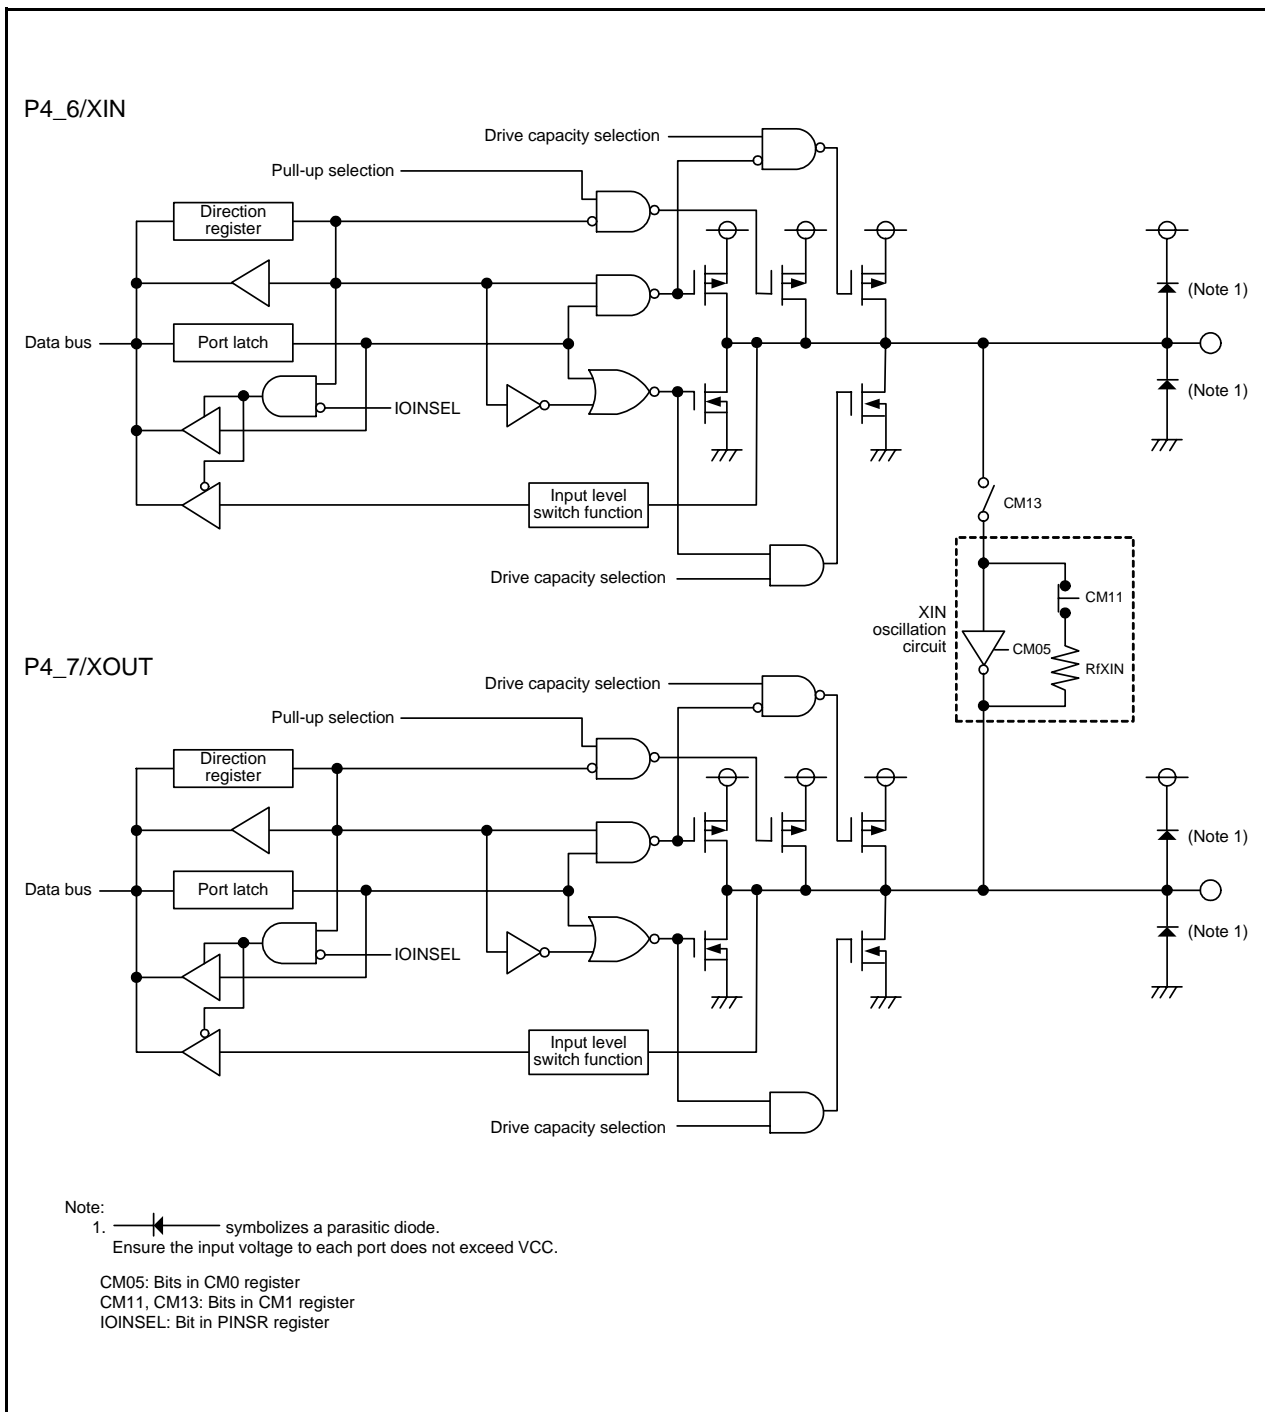 P4_6/XIN
Drive capacity selection
Pull-up selection
Direction
register
(Note 1)
Data bus
Port latch
(Note 1)
IOINSEL
Input level
switch function
CM13
Drive capacity selection
XIN
oscillation
circuit
CM11
CM05
RfXIN
P4_7/XOUT
Drive capacity selection
Pull-up selection
Direction
register
(Note 1)
Data bus
Port latch
(Note 1)
IOINSEL
Input level
switch function
Drive capacity selection
Note:
1. symbolizes a parasitic diode.
Ensure the input voltage to each port does not exceed VCC.
CM05: Bits in CM0 register
CM11, CM13: Bits in CM1 register
IOINSEL: Bit in PINSR register